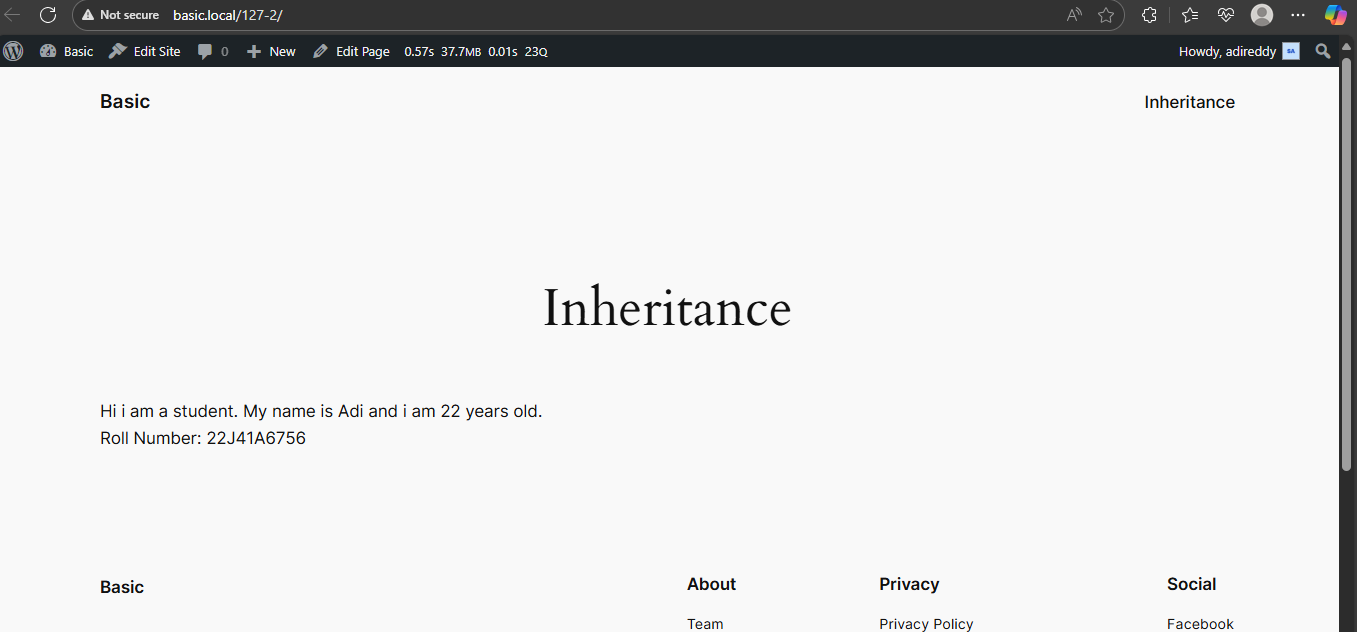 Not secure basic.local/127-2/
Basic Edit Site 0 New Edit Page 0.57s 37.7MB 0.01s 23Q Howdy, adireddy SA
Basic Inheritance
Inheritance
Hi i am a student. My name is Adi and i am 22 years old.
Roll Number: 22J41A6756
Basic About Privacy Social
Team Privacy Policy Facebook